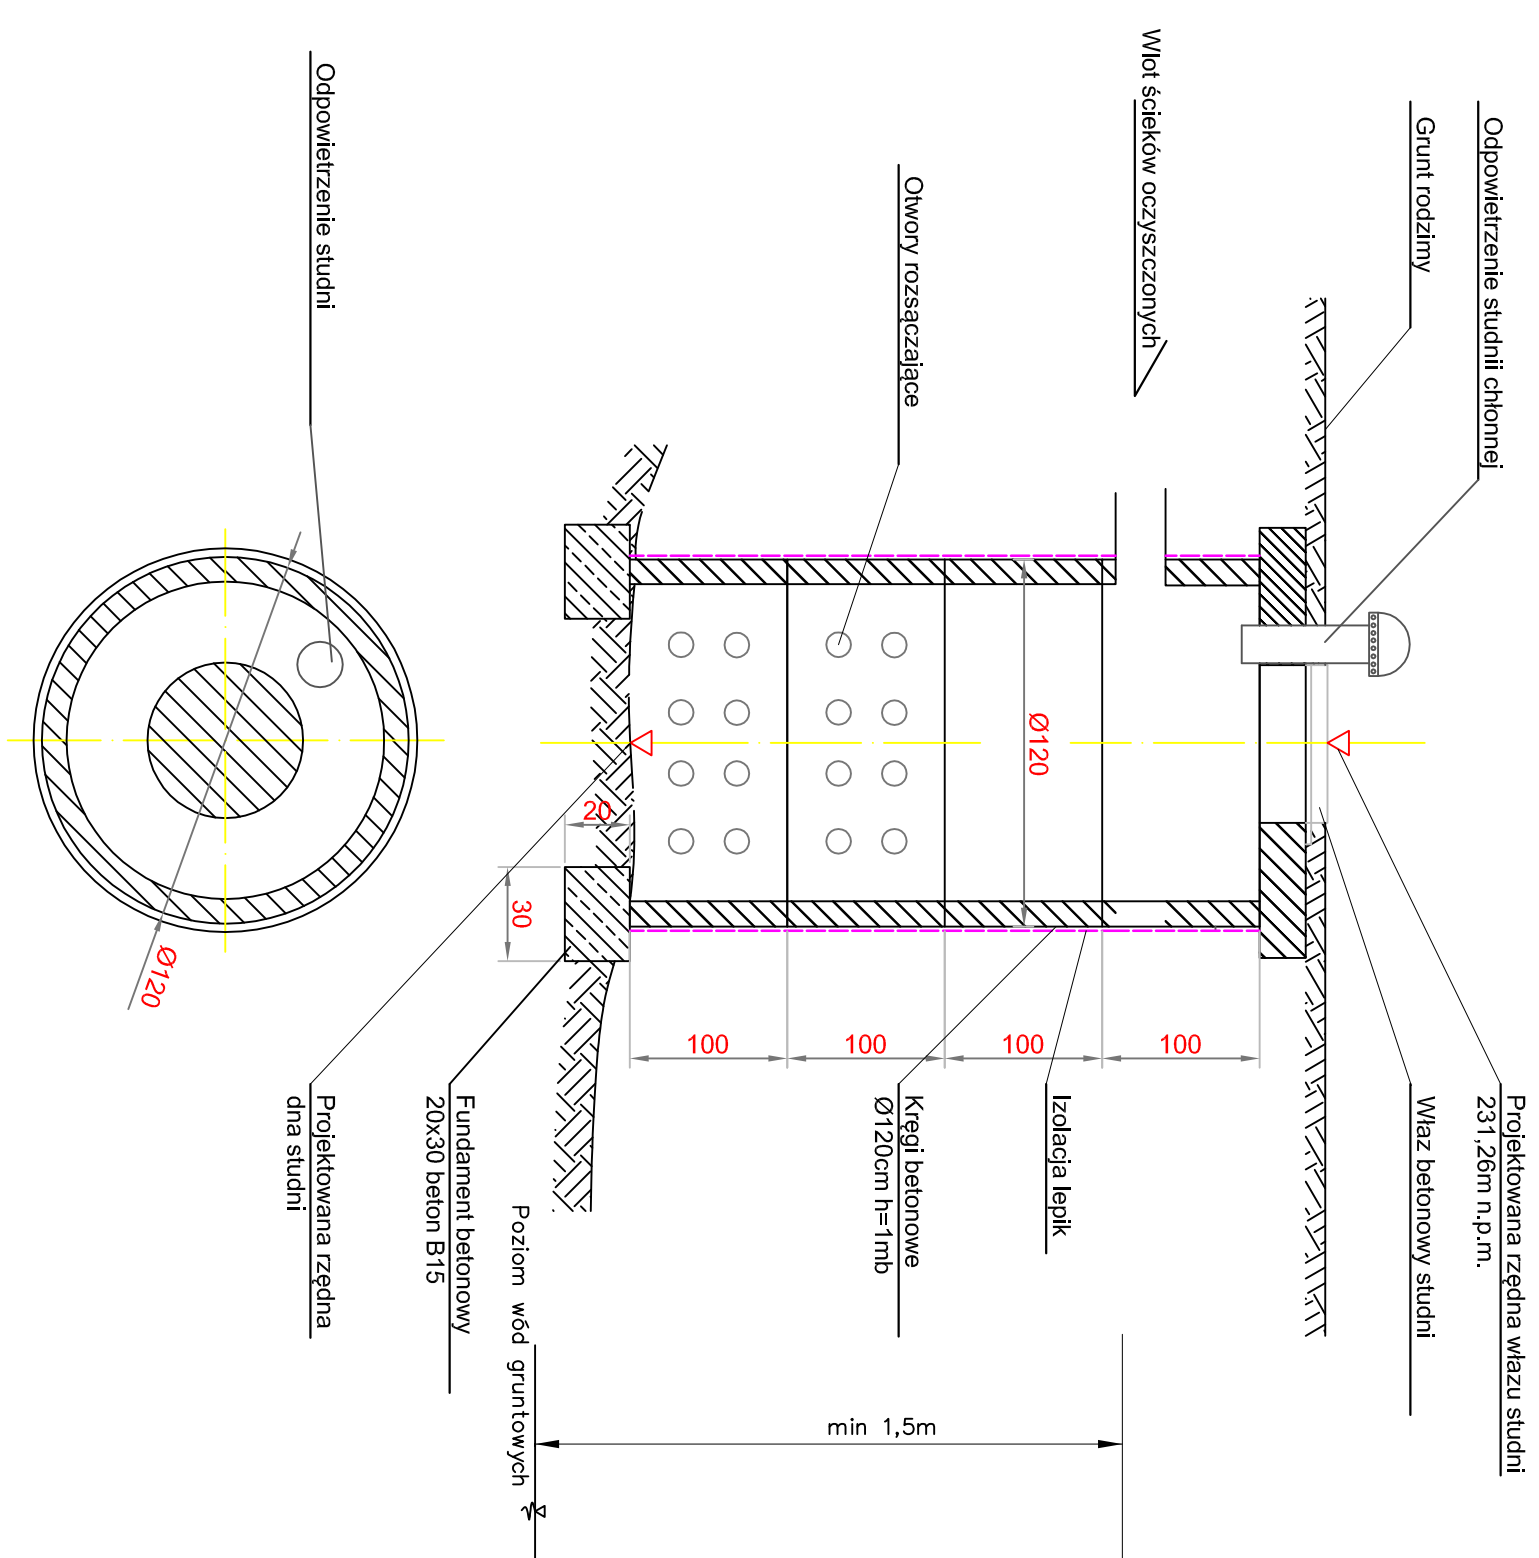 Odpowietrzenie studnii chłonnej
Grunt rodzimy
Wlot ścieków oczyszczonych
Otwory rozsączające
Odpowietrzenie studni
Projektowana rzędna włazu studni
231,26m n.p.m.
Właz betonowy studni
Izolacja lepik
Kręgi betonowe
Ø120cm h=1mb
Fundament betonowy
20x30 beton B15
Projektowana rzędna
dna studni
Poziom wód gruntowych
min 1,5m
Ø120
100
100
100
100
20
30
Ø120